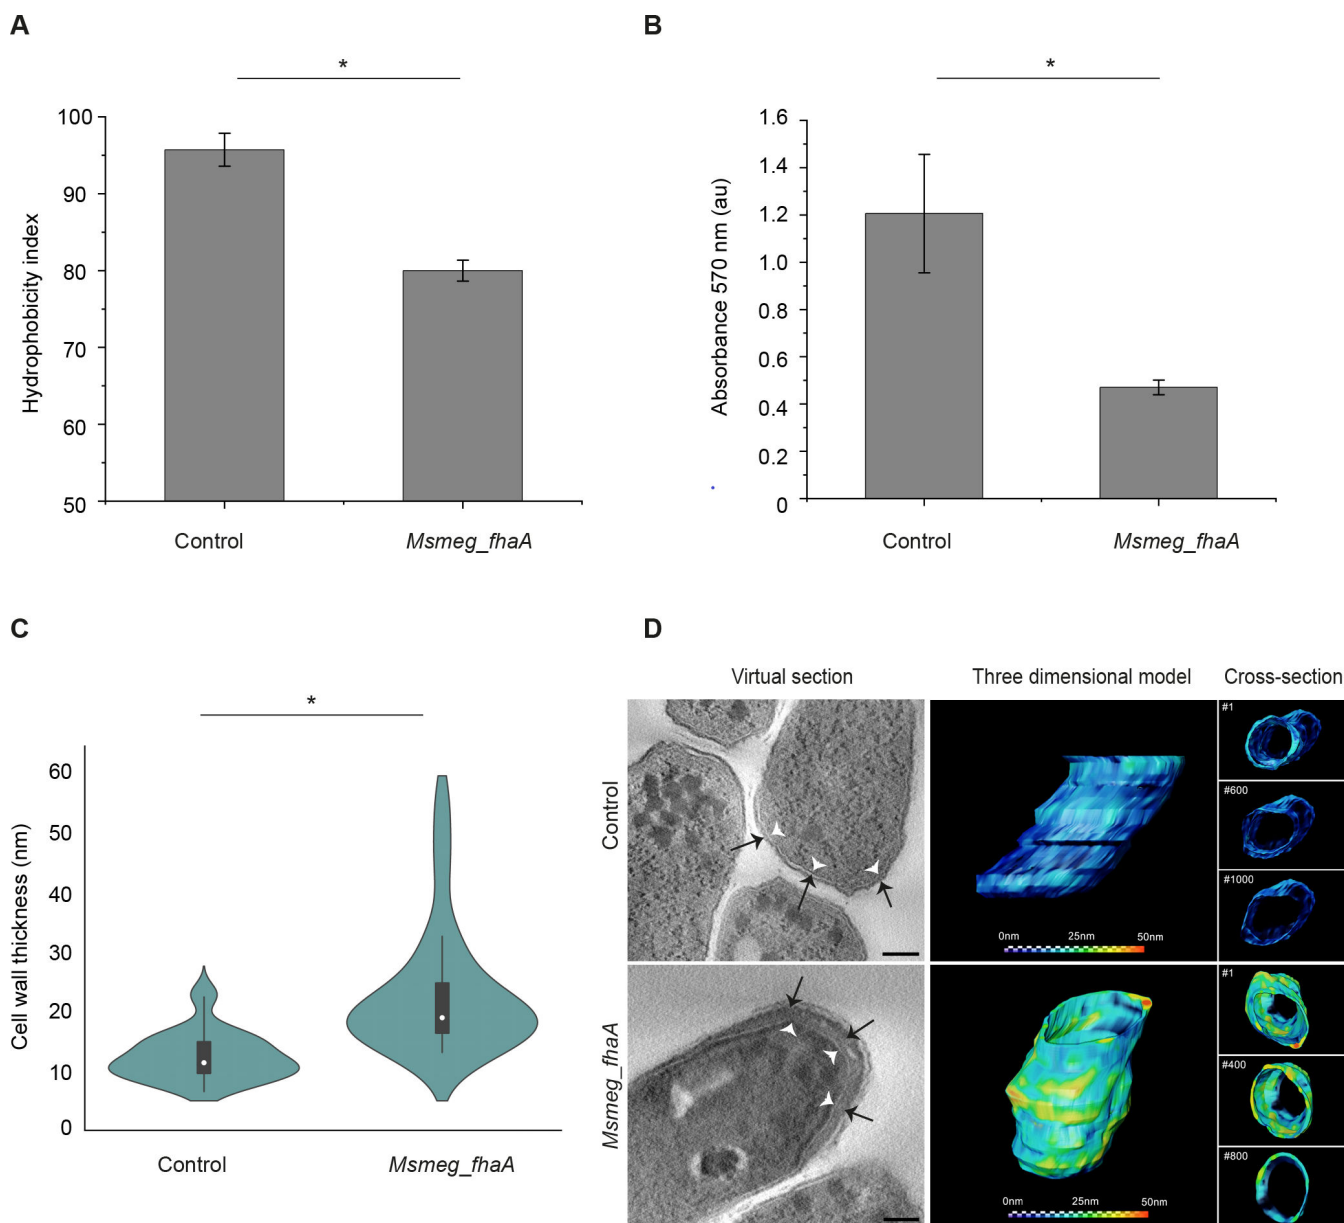 A
*
100
90
80
70
60
50
Hydrophobicity index
Control
Msmeg_fhaA
B
*
1.6
1.4
1.2
1.0
0.8
0.6
0.4
0.2
0
Absorbance 570 nm (au)
Control
Msmeg_fhaA
C
*
60
50
40
30
20
10
0
Cell wall thickness (nm)
Control
Msmeg_fhaA
D
Virtual section
Three dimensional model
Cross-section
Control
0nm 25nm 50nm
#1
#600
#1000
Msmeg_fhaA
0nm 25nm 50nm
#1
#400
#800